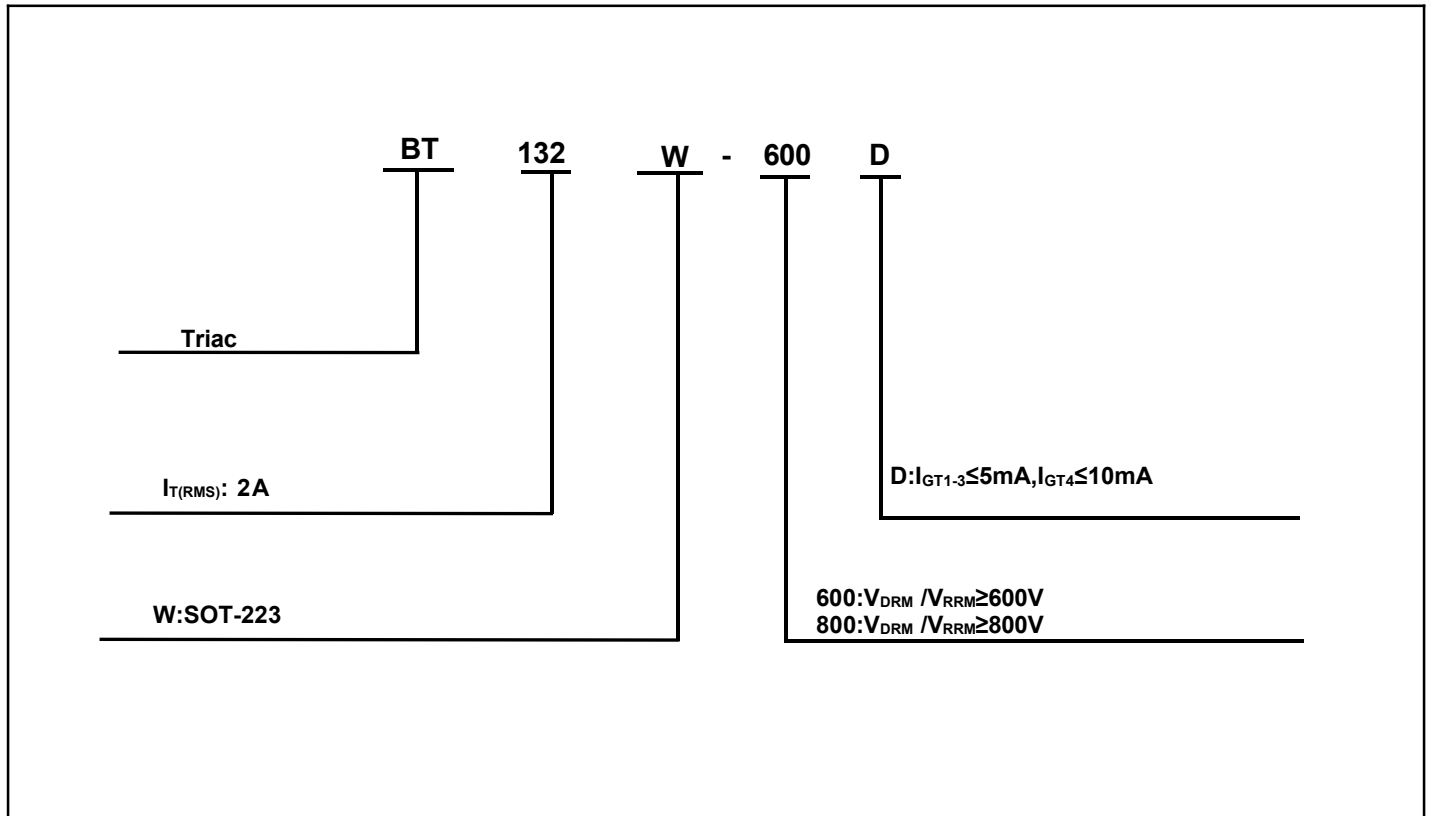 BT 132 W - 600 D
Triac
IT(RMS): 2A
D:IGT1-3≤5mA,IGT4≤10mA
W:SOT-223
600:VDRM /VRRM≥600V
800:VDRM /VRRM≥800V